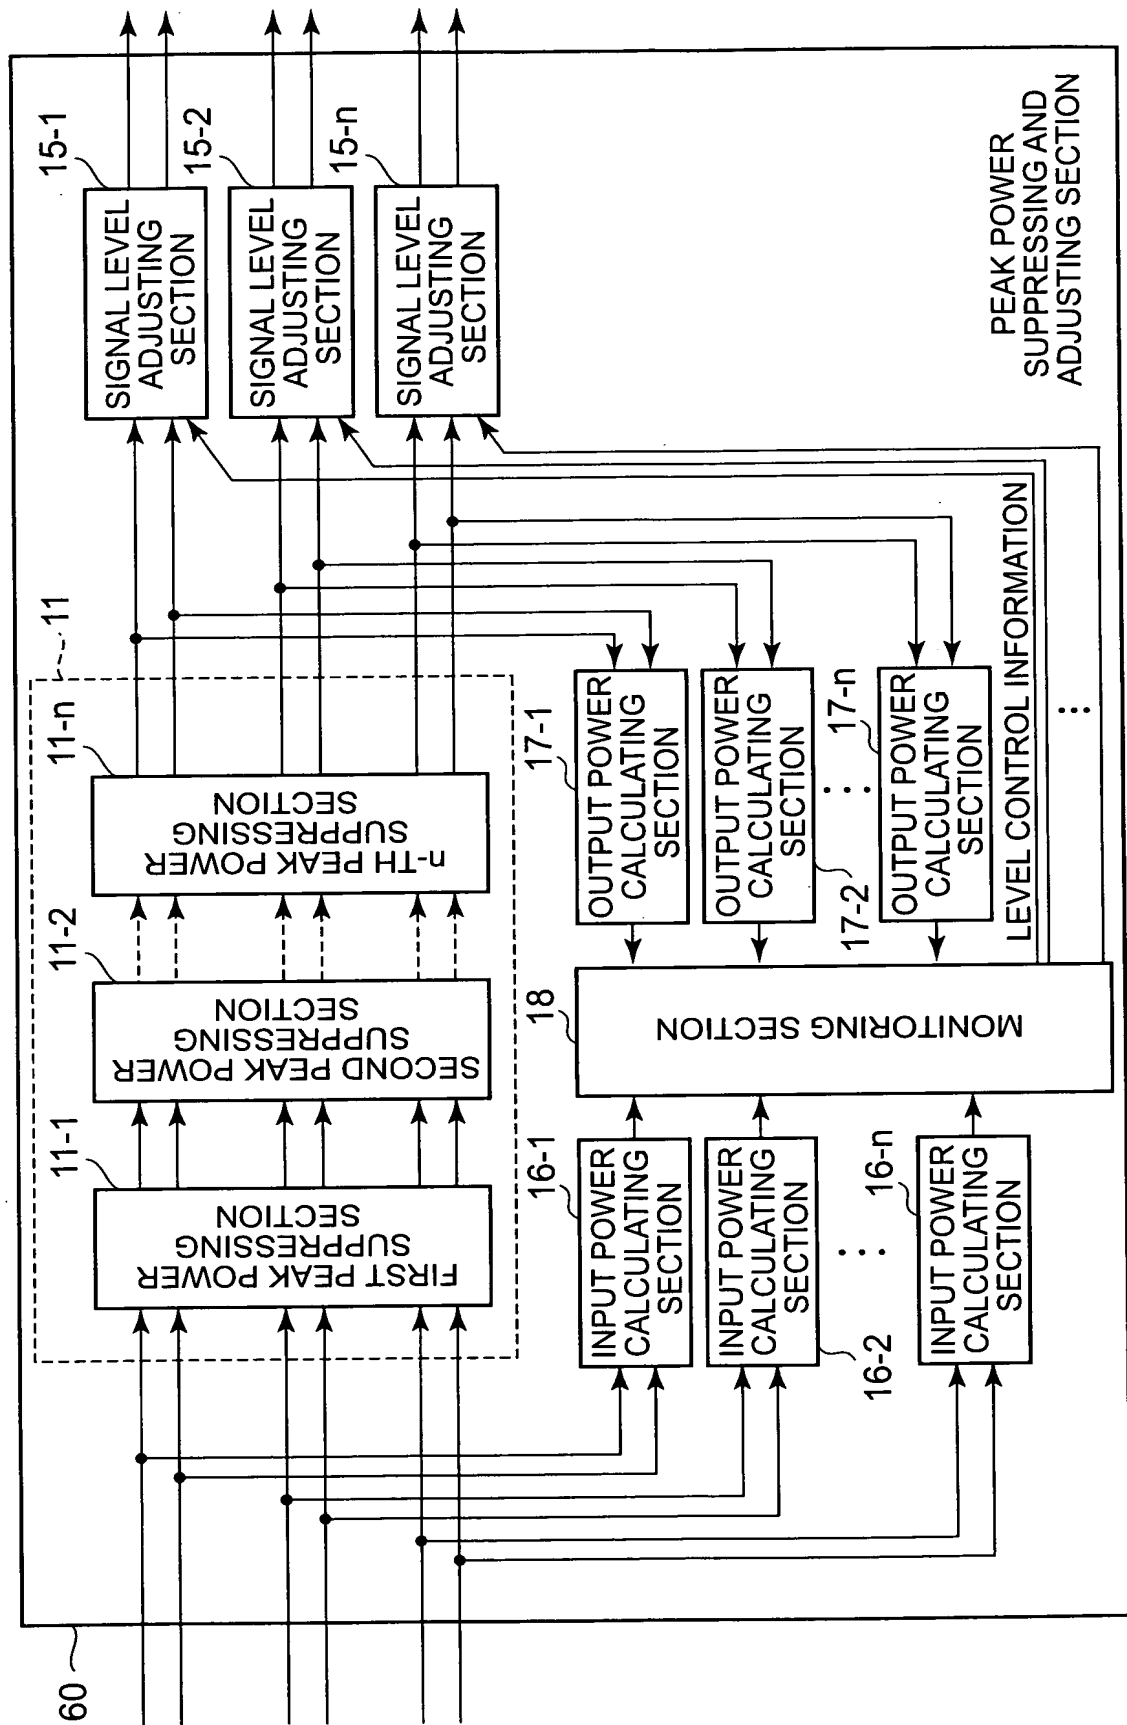 60
11
11-1
FIRST PEAK POWER
SUPPRESSING
SECTION
11-2
SECOND PEAK POWER
SUPPRESSING
SECTION
11-n
n-TH PEAK POWER
SUPPRESSING
SECTION
15-1
SIGNAL LEVEL
ADJUSTING
SECTION
15-2
SIGNAL LEVEL
ADJUSTING
SECTION
15-n
SIGNAL LEVEL
ADJUSTING
SECTION
16-1
INPUT POWER
CALCULATING
SECTION
16-2
INPUT POWER
CALCULATING
SECTION
...
16-n
INPUT POWER
CALCULATING
SECTION
18
MONITORING SECTION
17-1
OUTPUT POWER
CALCULATING
SECTION
17-2
OUTPUT POWER
CALCULATING
SECTION
...
17-n
OUTPUT POWER
CALCULATING
SECTION
LEVEL CONTROL INFORMATION
...
PEAK POWER
SUPPRESSING AND
ADJUSTING SECTION